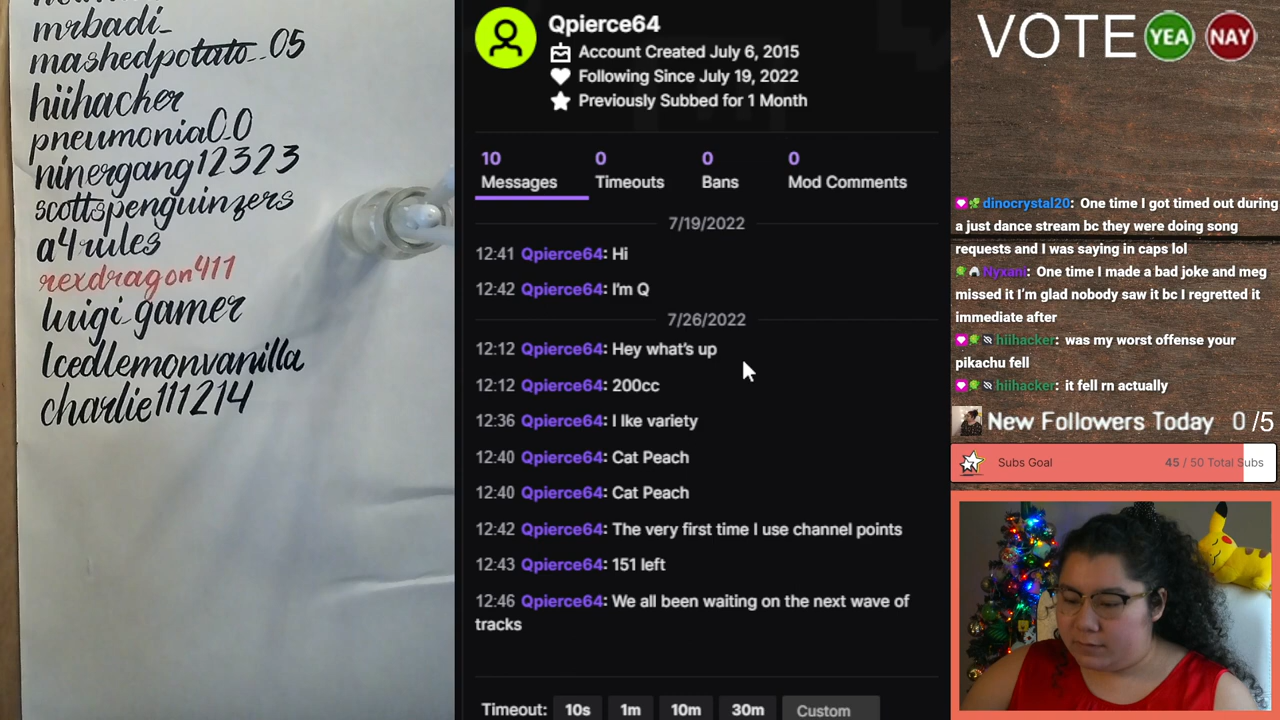 mrbadi_
mashedpotato_05
hiihacker
pneumonia0_0
ninergang12323
scottspenguinzers
a4rules
rexdragon411
luigi_gamer
Icedlemonvanilla
charlie111214
Qpierce64
Account Created July 6, 2015
Following Since July 19, 2022
Previously Subbed for 1 Month
10 Messages
0 Timeouts
0 Bans
0 Mod Comments
7/19/2022
12:41 Qpierce64: Hi
12:42 Qpierce64: I'm Q
7/26/2022
12:12 Qpierce64: Hey what's up
12:12 Qpierce64: 200cc
12:36 Qpierce64: I lke variety
12:40 Qpierce64: Cat Peach
12:40 Qpierce64: Cat Peach
12:42 Qpierce64: The very first time I use channel points
12:43 Qpierce64: 151 left
12:46 Qpierce64: We all been waiting on the next wave of
tracks
Timeout: 10s 1m 10m 30m Custom
VOTE YEA NAY
dinocrystal20: One time I got timed out during
a just dance stream bc they were doing song
requests and I was saying in caps lol
Nyxani: One time I made a bad joke and meg
missed it I'm glad nobody saw it bc I regretted it
immediate after
hiihacker: was my worst offense your
pikachu fell
hiihacker: it fell rn actually
New Followers Today 0 /5
Subs Goal 45 / 50 Total Subs